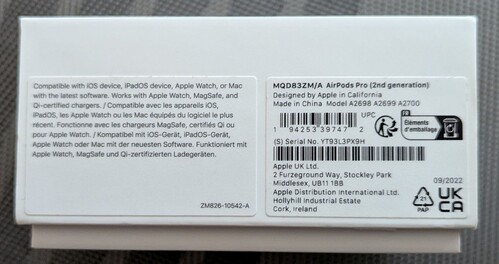 Compatible with iOS device, iPadOS device, Apple Watch, or Mac
with the latest software. Works with Apple Watch, MagSafe, and
Qi-certified chargers. / Compatible avec les appareils iOS,
iPadOS, les Apple Watch ou les Mac équipés du logiciel le plus
récent. Fonctionne avec les chargeurs MagSafe, certifiés Qi ou
pour Apple Watch. / Kompatibel mit iOS-Gerät, iPadOS-Gerät,
Apple Watch oder Mac mit der neuesten Software. Funktioniert mit
Apple Watch, MagSafe und Qi-zertifizierten Ladegeräten.
ZM826-10542-A
MQD83ZM/A AirPods Pro (2nd generation)
Designed by Apple in California
Made in China Model A2698 A2699 A2700
UPC
1 94253 39747 2
FR
Éléments
d'emballage
(S) Serial No. YT93L3PX9H
Apple UK Ltd.
2 Furzeground Way, Stockley Park
Middlesex, UB11 1BB
Apple Distribution International Ltd.
Hollyhill Industrial Estate
Cork, Ireland
09/2022
21
PAP
UK
CA